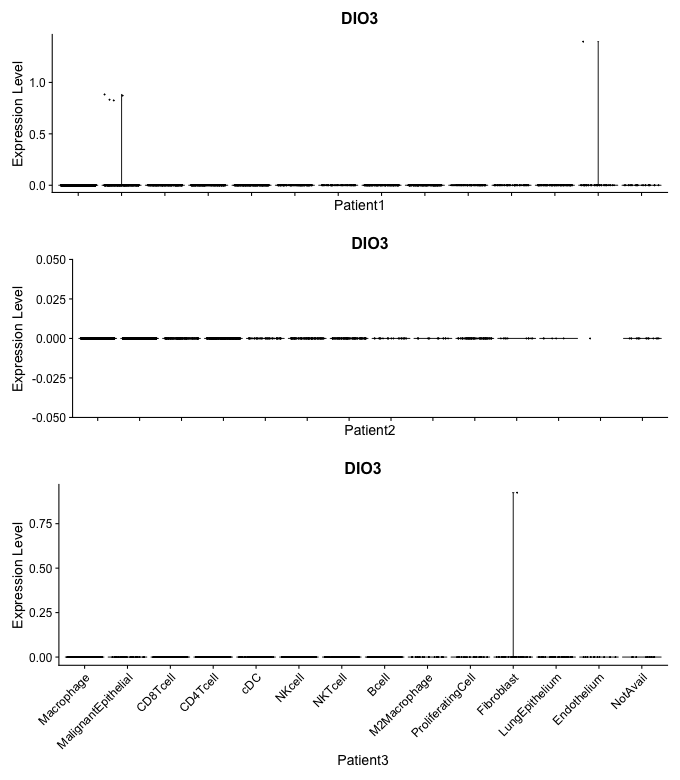 DIO3
Expression Level
1.0
0.5
0.0
Patient1
DIO3
Expression Level
0.050
0.025
0.000
-0.025
-0.050
Patient2
DIO3
Expression Level
0.75
0.50
0.25
0.00
Macrophage
MalignantEpithelial
CD8Tcell
CD4Tcell
cDC
NKcell
NKTcell
Bcell
M2Macrophage
ProliferatingCell
Fibroblast
LungEpithelium
Endothelium
NotAvail
Patient3